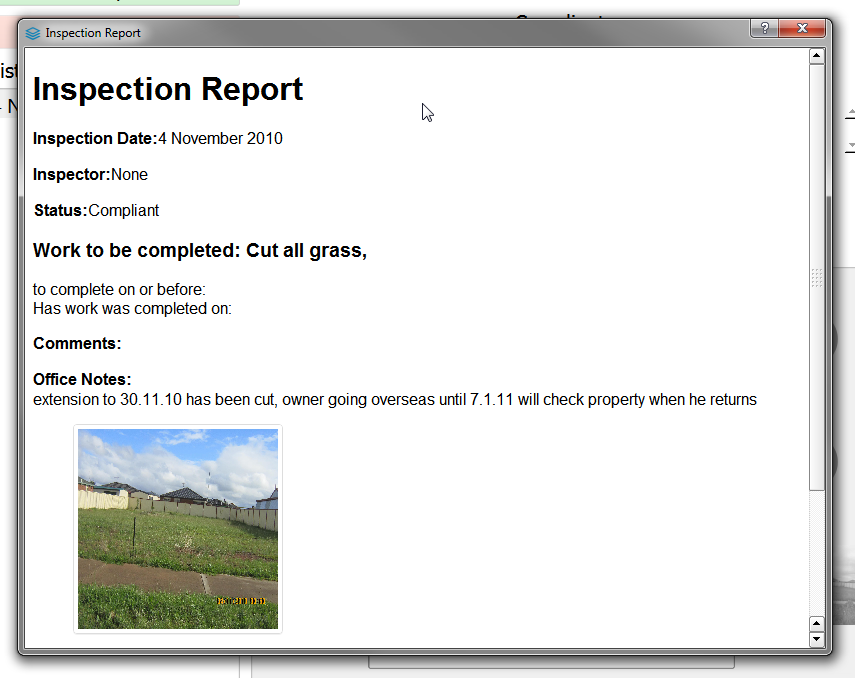 Inspection Report
Inspection Report
Inspection Date:4 November 2010
Inspector:None
Status:Compliant
Work to be completed: Cut all grass,
to complete on or before:
Has work was completed on:
Comments:
Office Notes:
extension to 30.11.10 has been cut, owner going overseas until 7.1.11 will check property when he returns